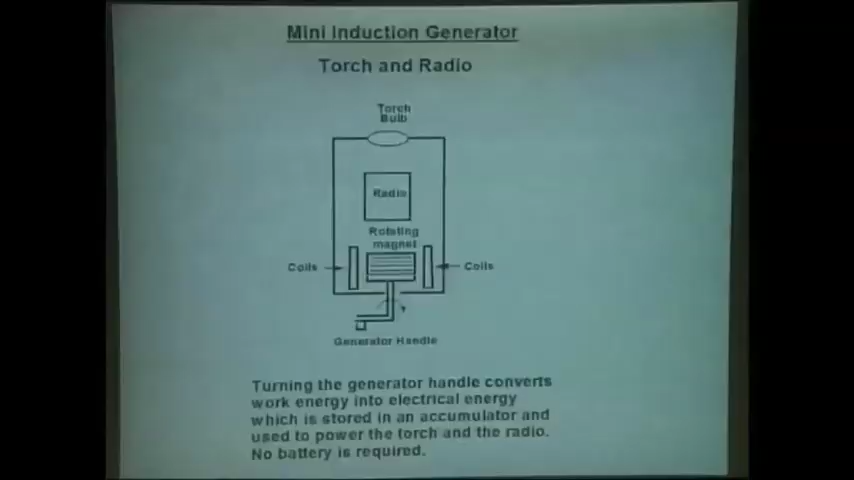 Mini Induction Generator
Torch and Radio
Torch
Bulb
Radio
Rotating
magnet
Coils
Coils
Generator Handle
Turning the generator handle converts
work energy into electrical energy
which is stored in an accumulator and
used to power the torch and the radio.
No battery is required.